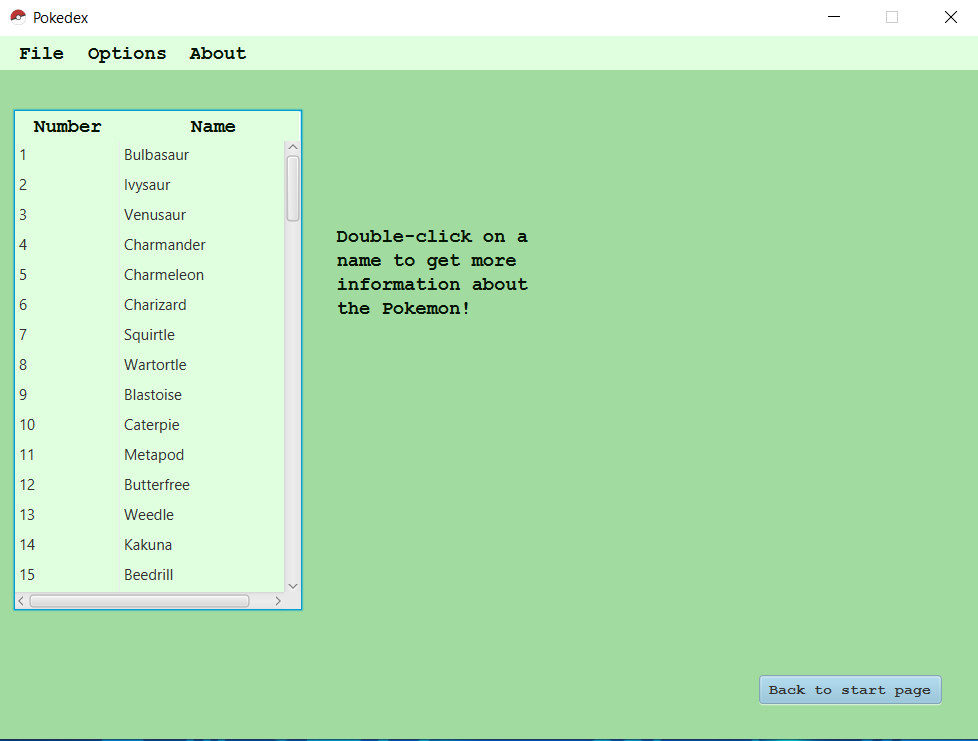 Pokedex
File Options About
Number Name
1 Bulbasaur
2 Ivysaur
3 Venusaur
4 Charmander
5 Charmeleon
6 Charizard
7 Squirtle
8 Wartortle
9 Blastoise
10 Caterpie
11 Metapod
12 Butterfree
13 Weedle
14 Kakuna
15 Beedrill
Double-click on a
name to get more
information about
the Pokemon!
Back to start page